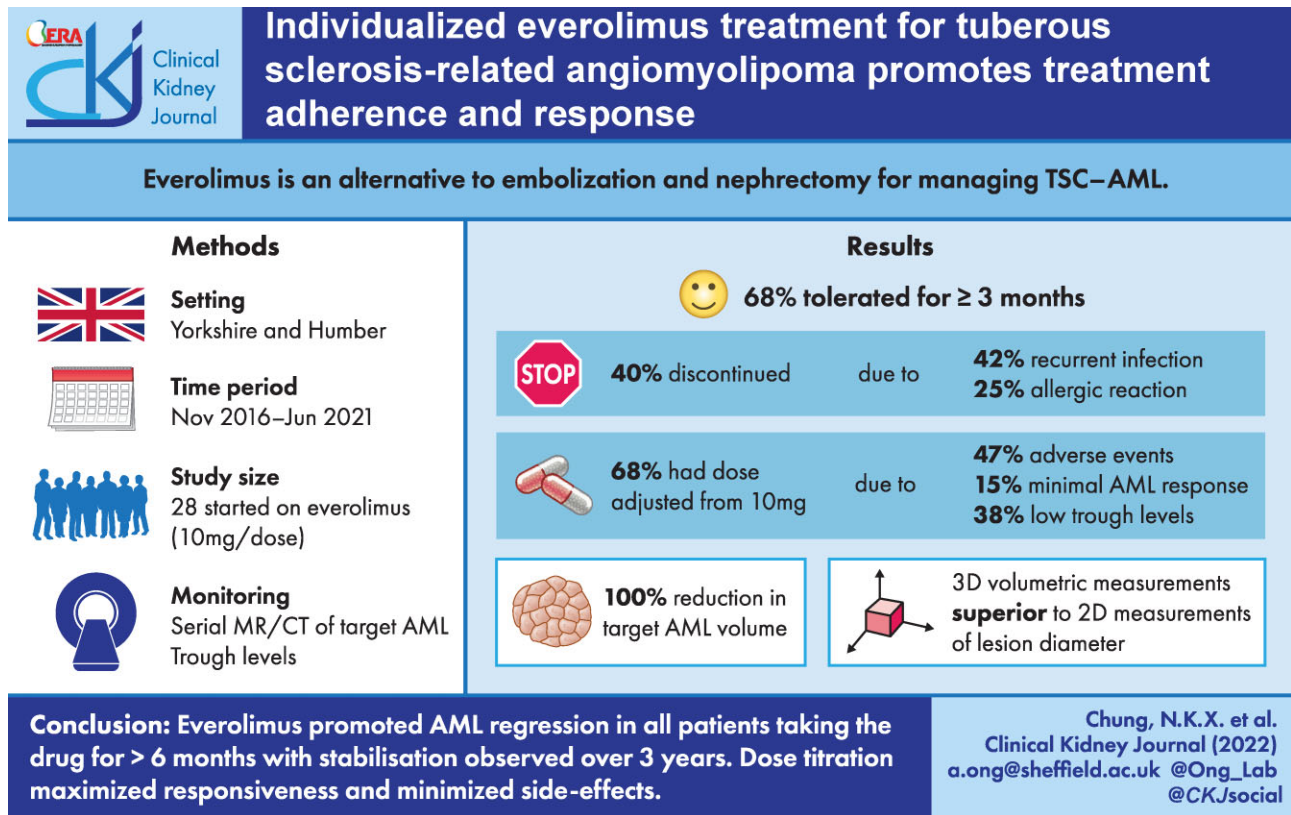 ERA
CKJ
Clinical
Kidney
Journal
Individualized everolimus treatment for tuberous
sclerosis-related angiomyolipoma promotes treatment
adherence and response
Everolimus is an alternative to embolization and nephrectomy for managing TSC–AML.
Methods
Setting
Yorkshire and Humber
Time period
Nov 2016–Jun 2021
Study size
28 started on everolimus
(10mg/dose)
Monitoring
Serial MR/CT of target AML
Trough levels
Results
68% tolerated for ≥ 3 months
STOP
40% discontinued
due to
42% recurrent infection
25% allergic reaction
68% had dose
adjusted from 10mg
due to
47% adverse events
15% minimal AML response
38% low trough levels
100% reduction in
target AML volume
3D volumetric measurements
superior to 2D measurements
of lesion diameter
Conclusion: Everolimus promoted AML regression in all patients taking the
drug for > 6 months with stabilisation observed over 3 years. Dose titration
maximized responsiveness and minimized side-effects.
Chung, N.K.X. et al.
Clinical Kidney Journal (2022)
a.ong@sheffield.ac.uk @Ong_Lab
@CKJsocial